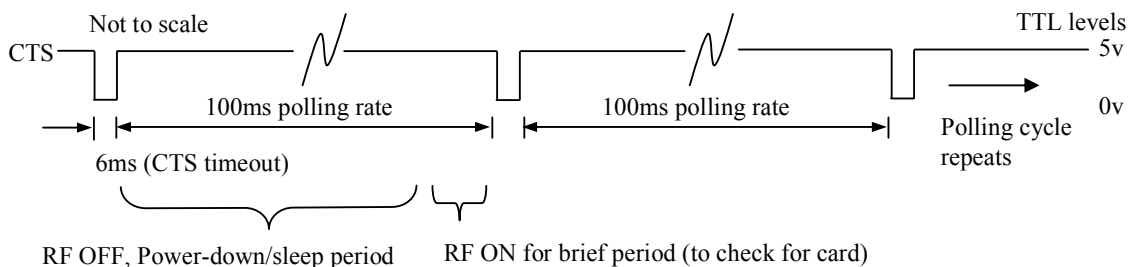 Not to scale
TTL levels
CTS
5v
100ms polling rate
100ms polling rate
0v
Polling cycle
repeats
6ms (CTS timeout)
RF OFF, Power-down/sleep period
RF ON for brief period (to check for card)